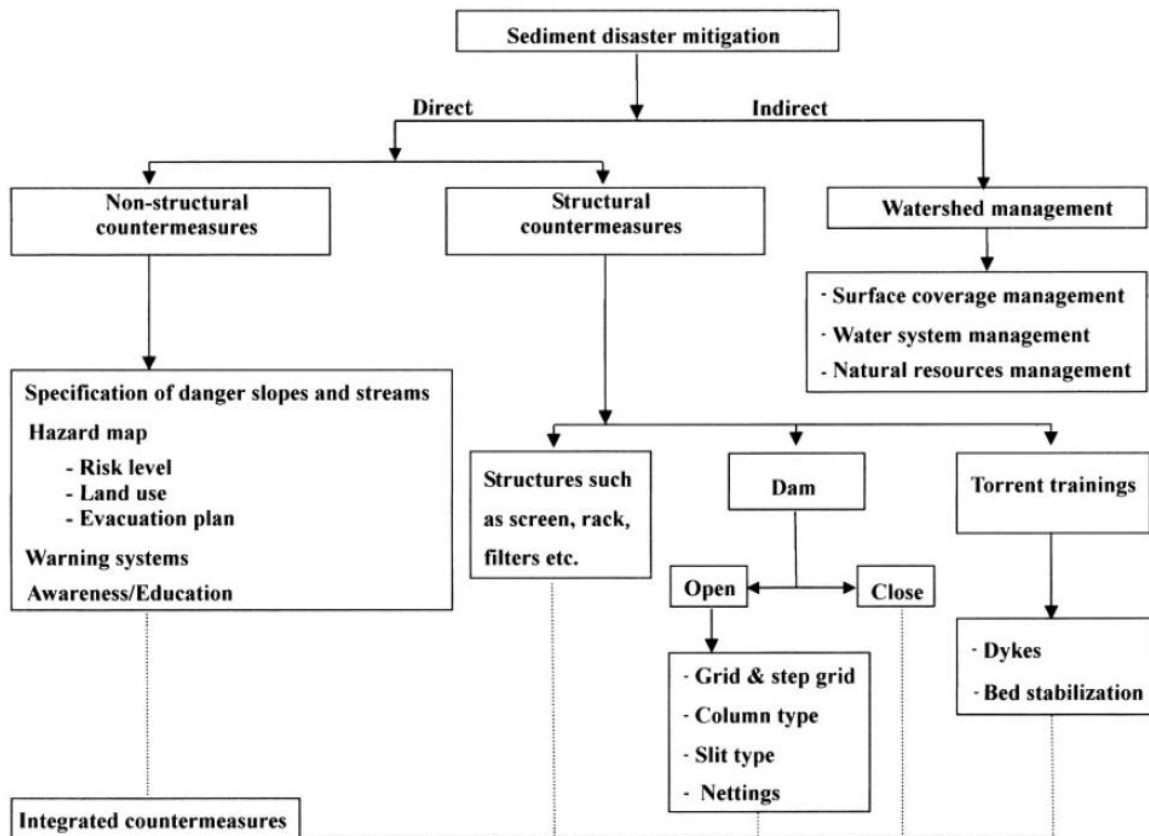 Sediment disaster mitigation
Direct
Indirect
Non-structural
countermeasures
Structural
countermeasures
Watershed management
- Surface coverage management
- Water system management
- Natural resources management
Specification of danger slopes and streams
Hazard map
- Risk level
- Land use
- Evacuation plan
Warning systems
Awareness/Education
Structures such
as screen, rack,
filters etc.
Dam
Torrent trainings
Open
Close
- Grid & step grid
- Column type
- Slit type
- Nettings
- Dykes
- Bed stabilization
Integrated countermeasures